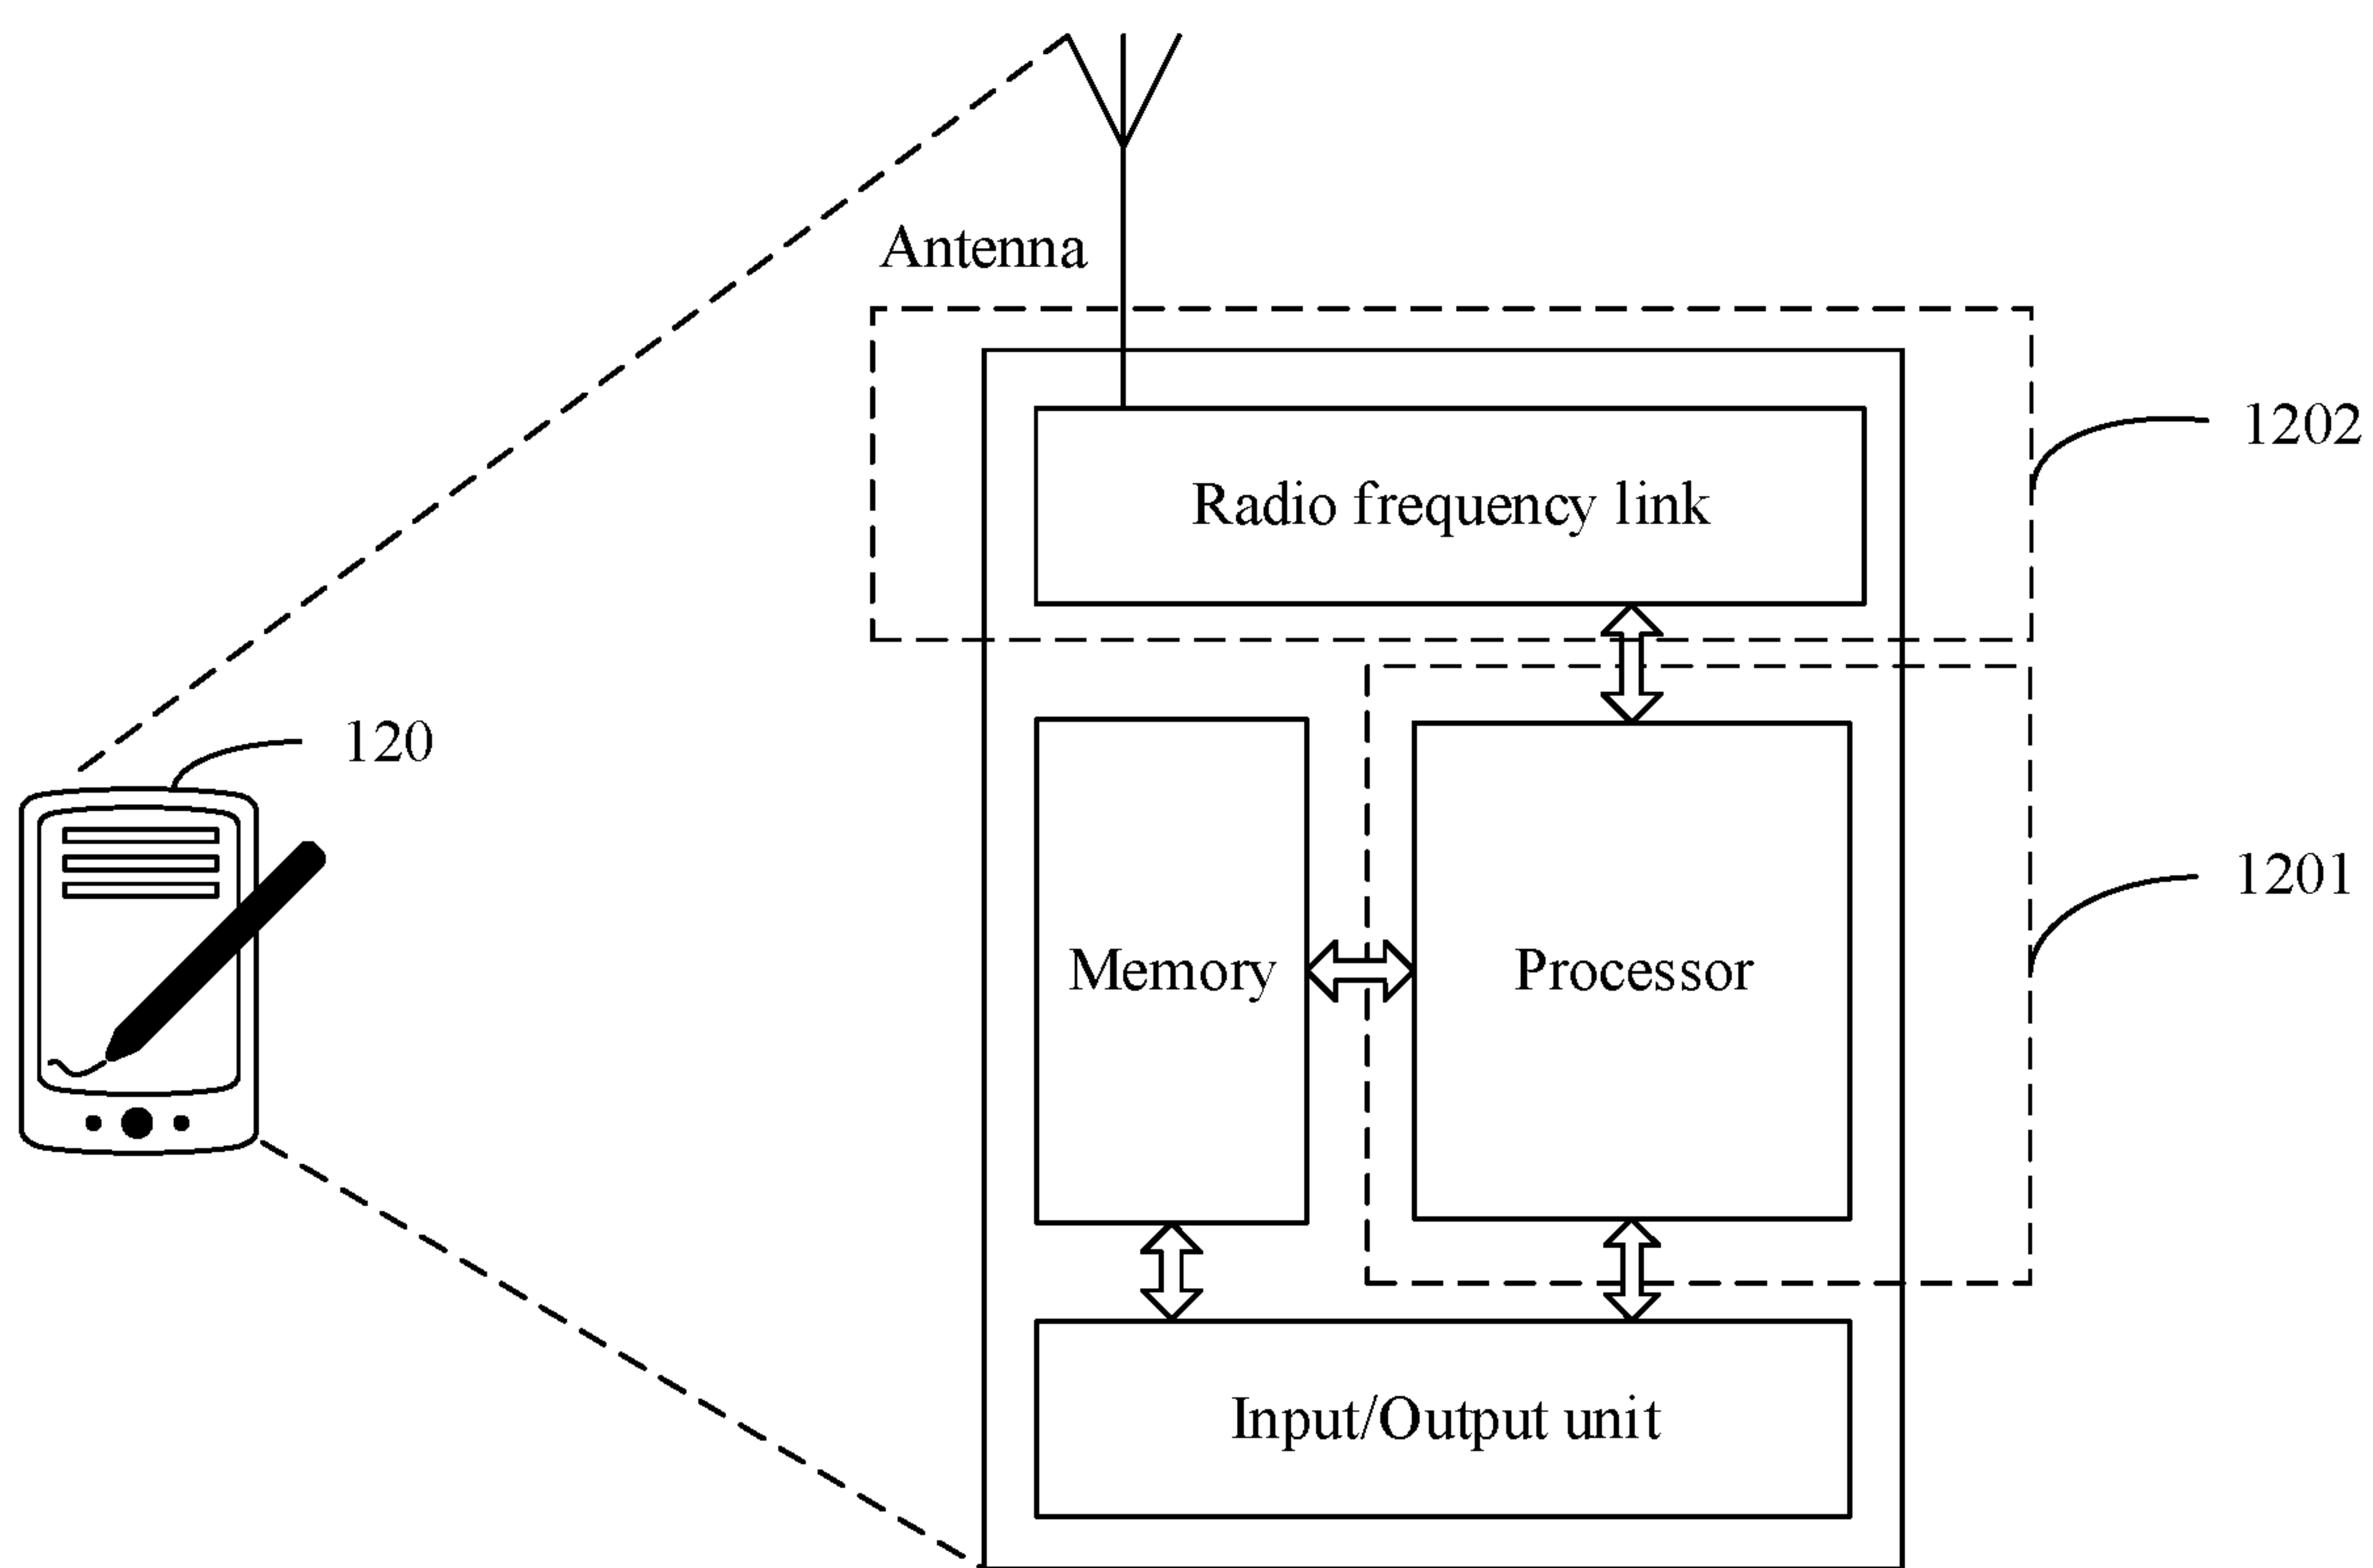 Antenna
1202
Radio frequency link
120
1201
Memory
Processor
Input/Output unit